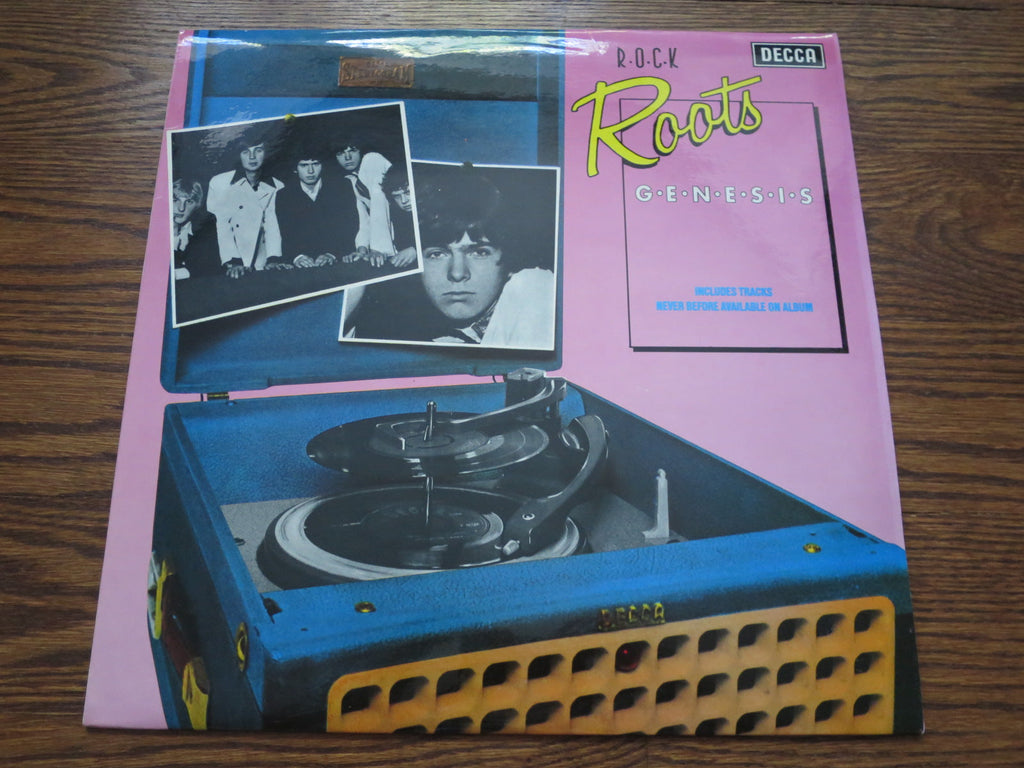 R·O·C·K
DECCA
Roots
G·E·N·E·S·I·S
INCLUDES TRACKS
NEVER BEFORE AVAILABLE ON ALBUM
DECCA